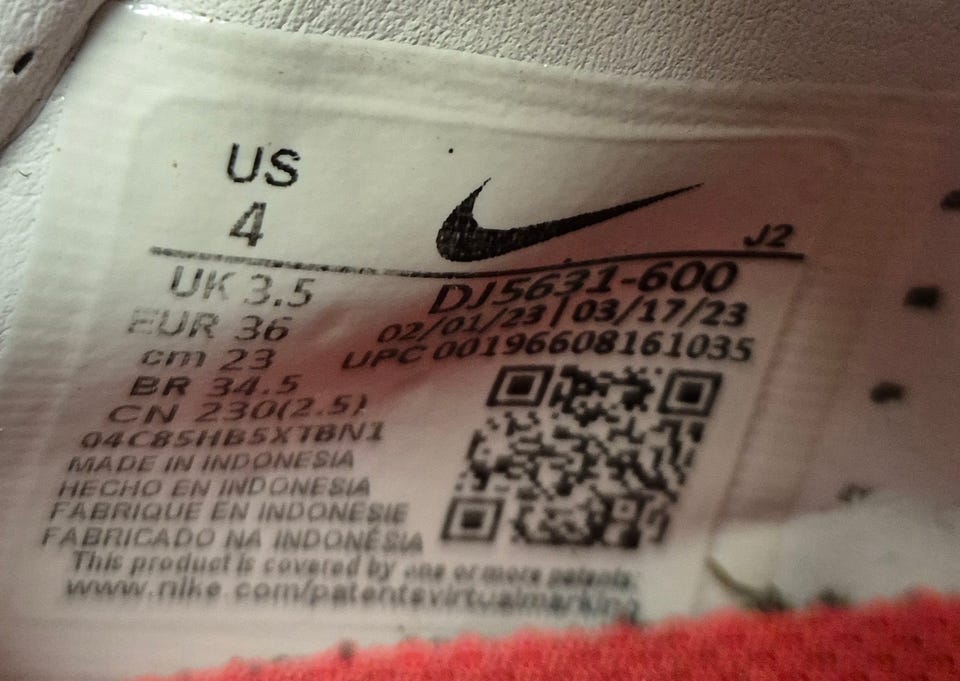 US
4
J2
UK 3.5
EUR 36
cm 23
BR 34.5
CN 230(2.5)
04C85HB5XTBN1
DJ5631-600
02/01/23 | 03/17/23
UPC 00196608161035
MADE IN INDONESIA
HECHO EN INDONESIA
FABRIQUE EN INDONESIE
FABRICADO NA INDONÉSIA
This product is covered by one or more patents:
www.nike.com/patentsvirtualmarking